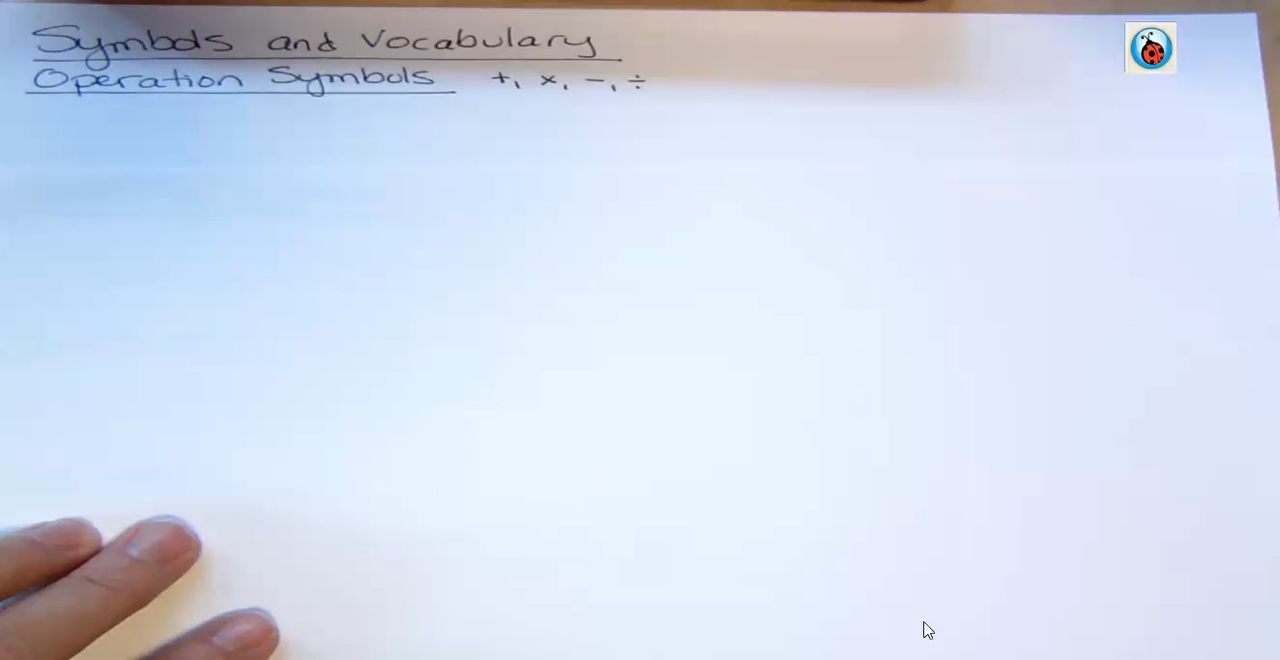 Symbols and Vocabulary
Operation Symbols +, ×, -, ÷